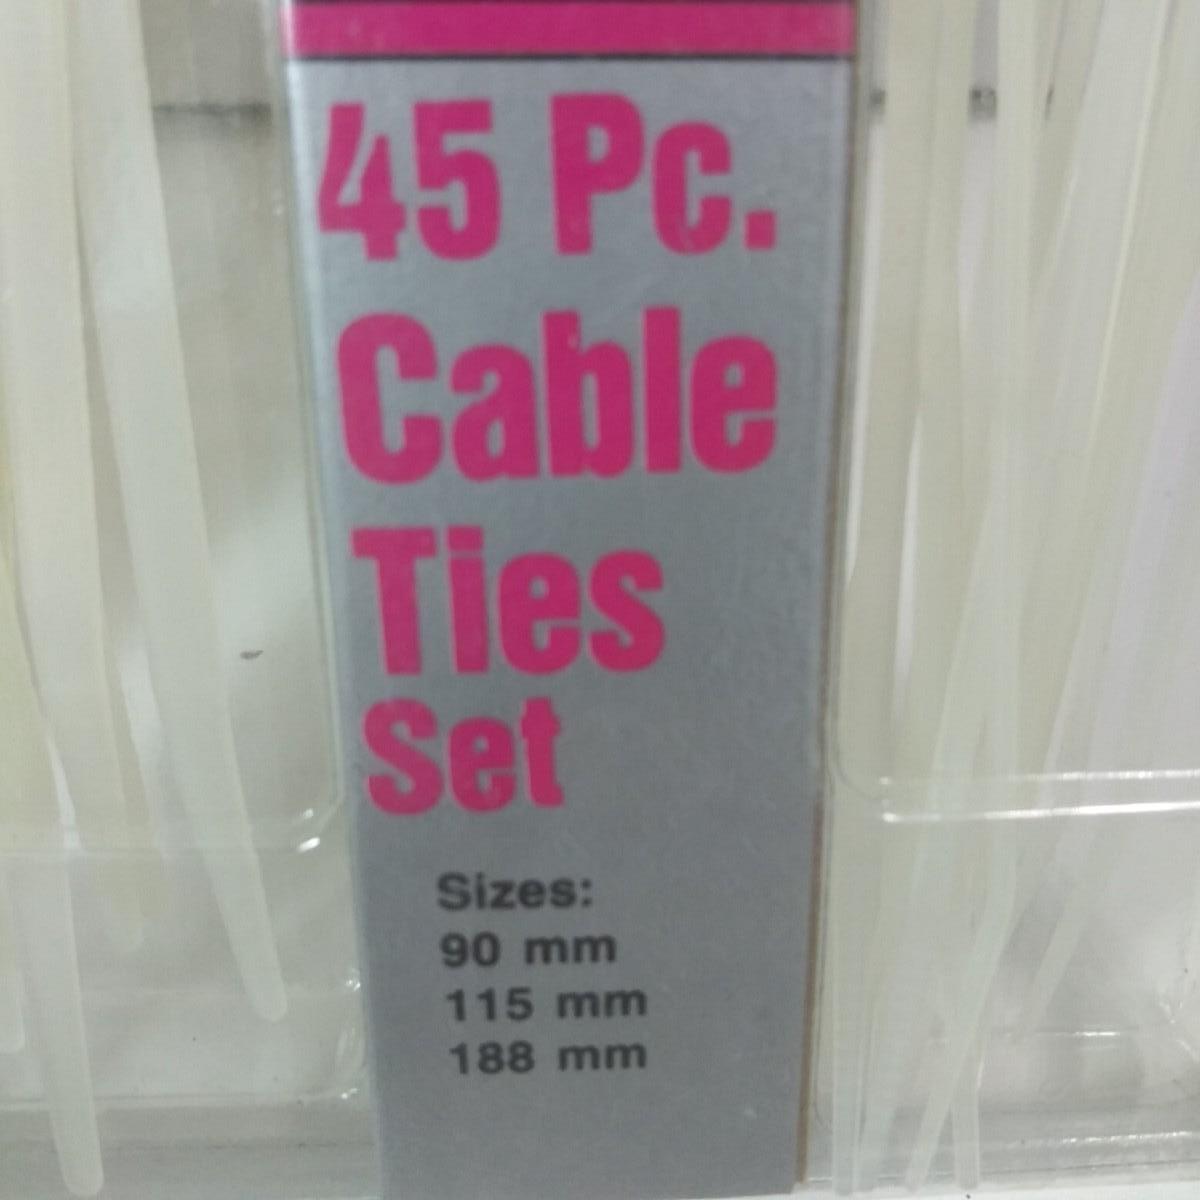 45 Pc.
Cable
Ties
Set
Sizes:
90 mm
115 mm
188 mm